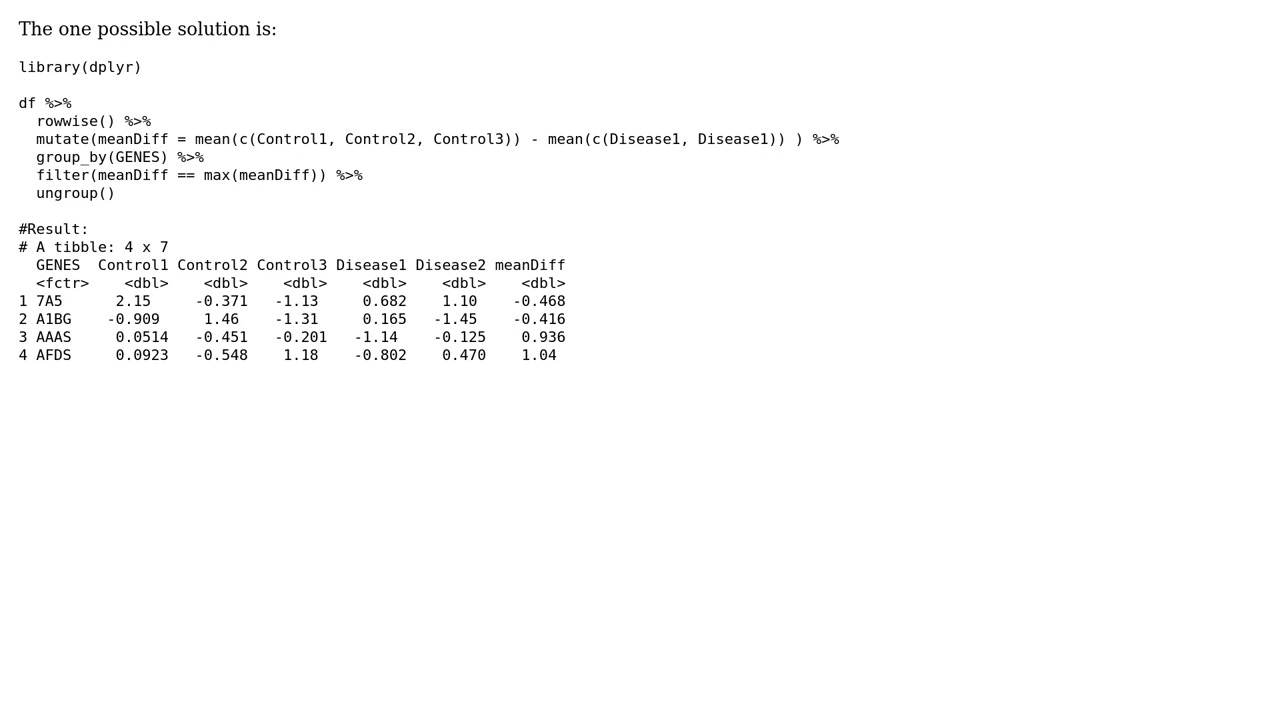 The one possible solution is:
library(dplyr)
df %>%
  rowwise() %>%
  mutate(meanDiff = mean(c(Control1, Control2, Control3)) - mean(c(Disease1, Disease1)) ) %>%
  group_by(GENES) %>%
  filter(meanDiff == max(meanDiff)) %>%
  ungroup()
#Result:
# A tibble: 4 x 7
  GENES  Control1 Control2 Control3 Disease1 Disease2 meanDiff
  <fctr>    <dbl>    <dbl>    <dbl>    <dbl>    <dbl>    <dbl>
1 7A5      2.15     -0.371   -1.13     0.682    1.10    -0.468
2 A1BG    -0.909     1.46    -1.31     0.165   -1.45    -0.416
3 AAAS     0.0514   -0.451   -0.201   -1.14    -0.125    0.936
4 AFDS     0.0923   -0.548    1.18    -0.802    0.470    1.04